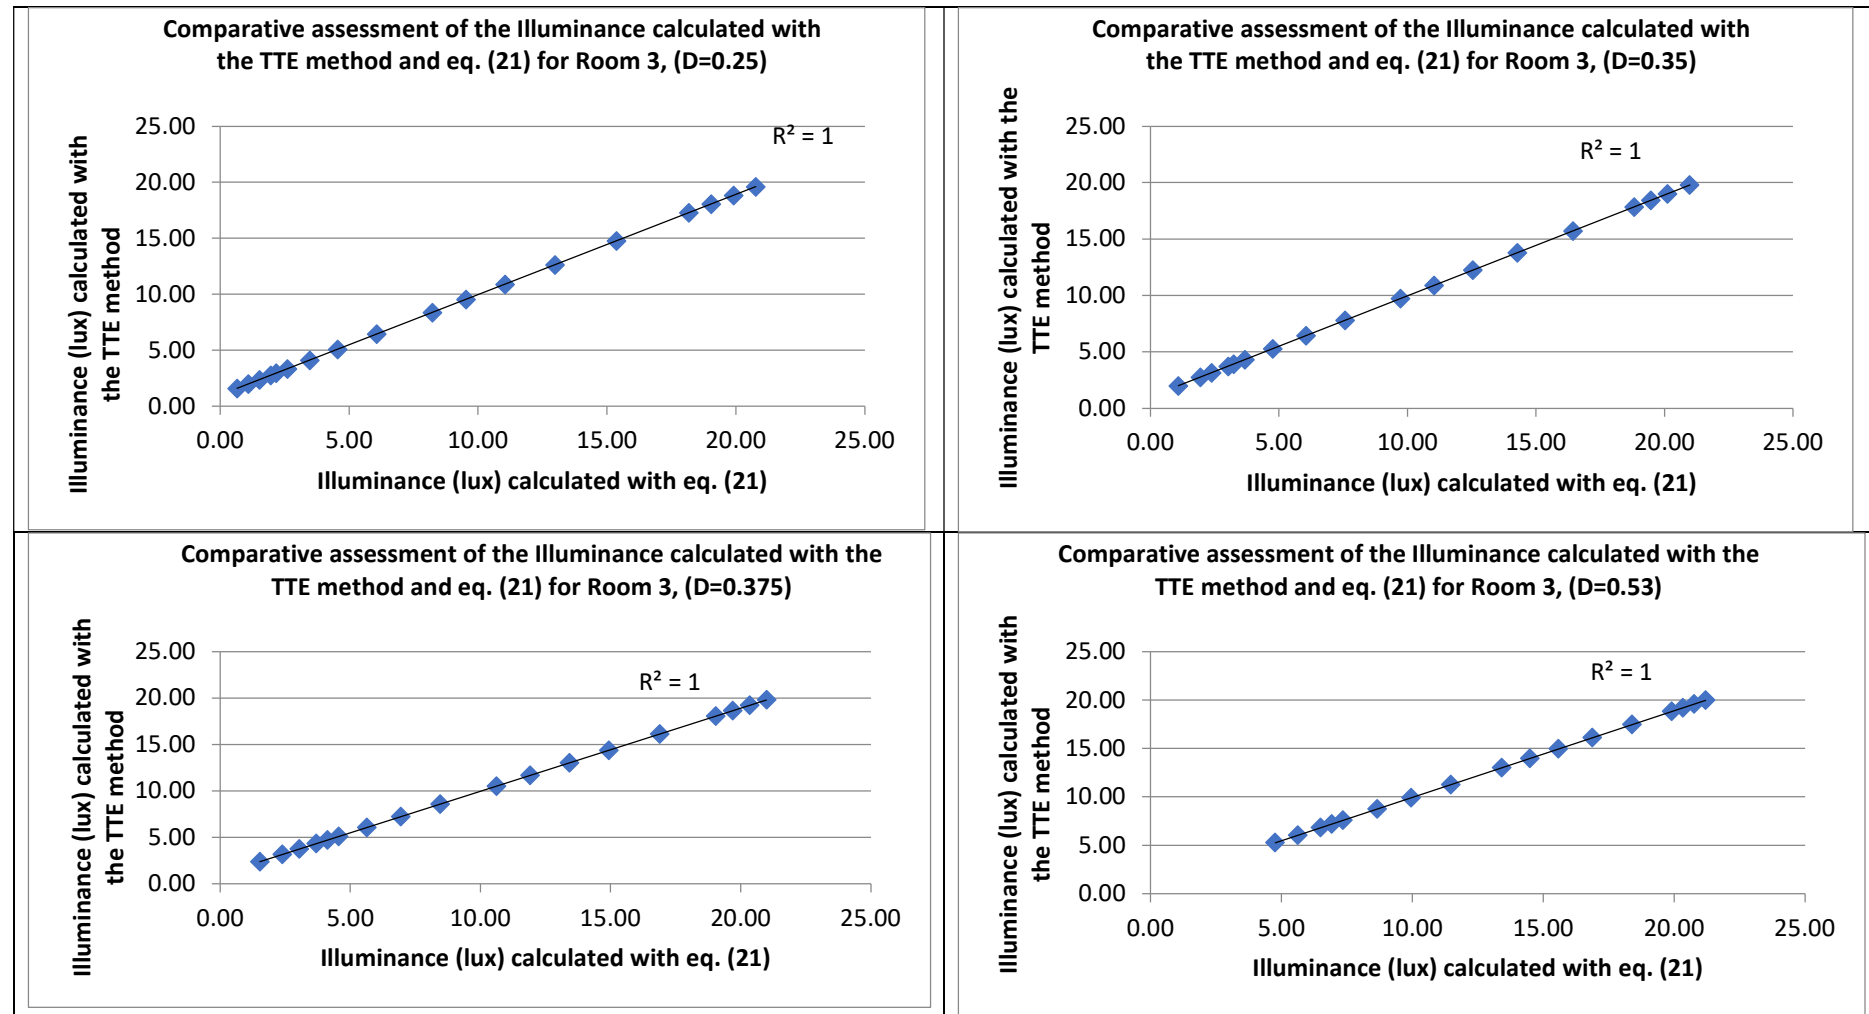 Comparative assessment of the Illuminance calculated with
the TTE method and eq. (21) for Room 3, (D=0.25)
Illuminance (lux) calculated with
the TTE method
25.00
20.00
15.00
10.00
5.00
0.00
R² = 1
0.00 5.00 10.00 15.00 20.00 25.00
Illuminance (lux) calculated with eq. (21)
Comparative assessment of the Illuminance calculated with
the TTE method and eq. (21) for Room 3, (D=0.35)
Illuminance (lux) calculated with the
TTE method
25.00
20.00
15.00
10.00
5.00
0.00
R² = 1
0.00 5.00 10.00 15.00 20.00 25.00
Illuminance (lux) calculated with eq. (21)
Comparative assessment of the Illuminance calculated with the
TTE method and eq. (21) for Room 3, (D=0.375)
Illuminance (lux) calculated with
the TTE method
25.00
20.00
15.00
10.00
5.00
0.00
R² = 1
0.00 5.00 10.00 15.00 20.00 25.00
Illuminance (lux) calculated with eq. (21)
Comparative assessment of the Illuminance calculated with the
TTE method and eq. (21) for Room 3, (D=0.53)
Illuminance (lux) calculated with
the TTE method
25.00
20.00
15.00
10.00
5.00
0.00
R² = 1
0.00 5.00 10.00 15.00 20.00 25.00
Illuminance (lux) calculated with eq. (21)